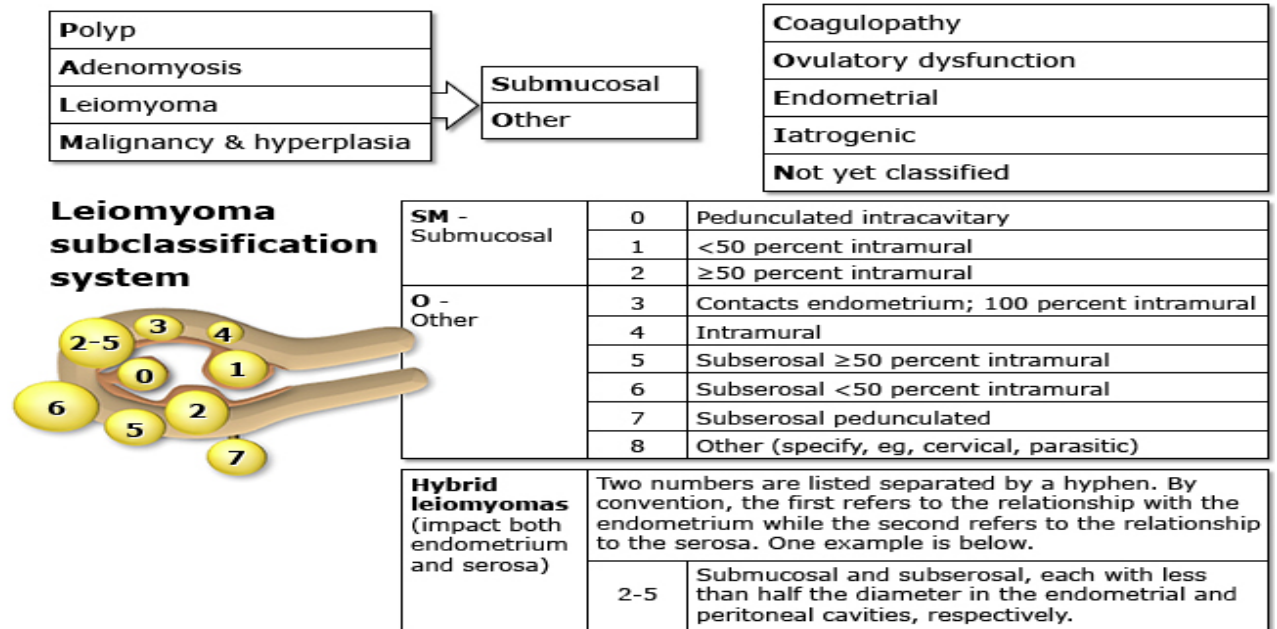 Polyp
Adenomyosis
Leiomyoma
Malignancy & hyperplasia
Submucosal
Other
Coagulopathy
Ovulatory dysfunction
Endometrial
Iatrogenic
Not yet classified
Leiomyoma
subclassification
system
2-5
3
4
0
1
6
5
2
7
SM -
Submucosal
0 Pedunculated intracavitary
1 <50 percent intramural
2 ≥50 percent intramural
O -
Other
3 Contacts endometrium; 100 percent intramural
4 Intramural
5 Subserosal ≥50 percent intramural
6 Subserosal <50 percent intramural
7 Subserosal pedunculated
8 Other (specify, eg, cervical, parasitic)
Hybrid
leiomyomas
(impact both
endometrium
and serosa)
Two numbers are listed separated by a hyphen. By
convention, the first refers to the relationship with the
endometrium while the second refers to the relationship
to the serosa. One example is below.
2-5
Submucosal and subserosal, each with less
than half the diameter in the endometrial and
peritoneal cavities, respectively.